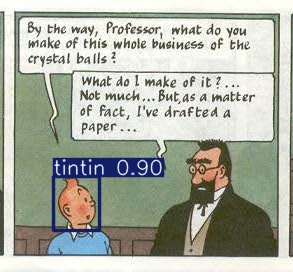 By the way, Professor, what do you
make of this whole business of the
crystal balls?
What do I make of it?...
Not much... But, as a matter
of fact, I've drafted a
paper...
tintin 0.90